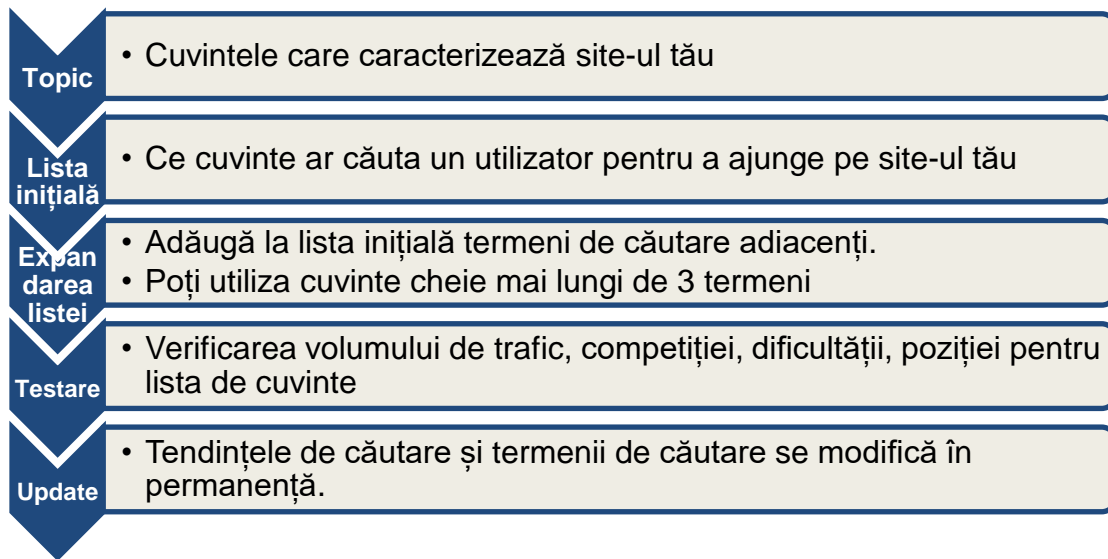 Topic
• Cuvintele care caracterizează site-ul tău
Lista
inițială
• Ce cuvinte ar căuta un utilizator pentru a ajunge pe site-ul tău
Expan
darea
listei
• Adăugă la lista inițială termeni de căutare adiacenți.
• Poți utiliza cuvinte cheie mai lungi de 3 termeni
Testare
• Verificarea volumului de trafic, competiției, dificultății, poziției pentru
lista de cuvinte
Update
• Tendințele de căutare și termenii de căutare se modifică în
permanență.